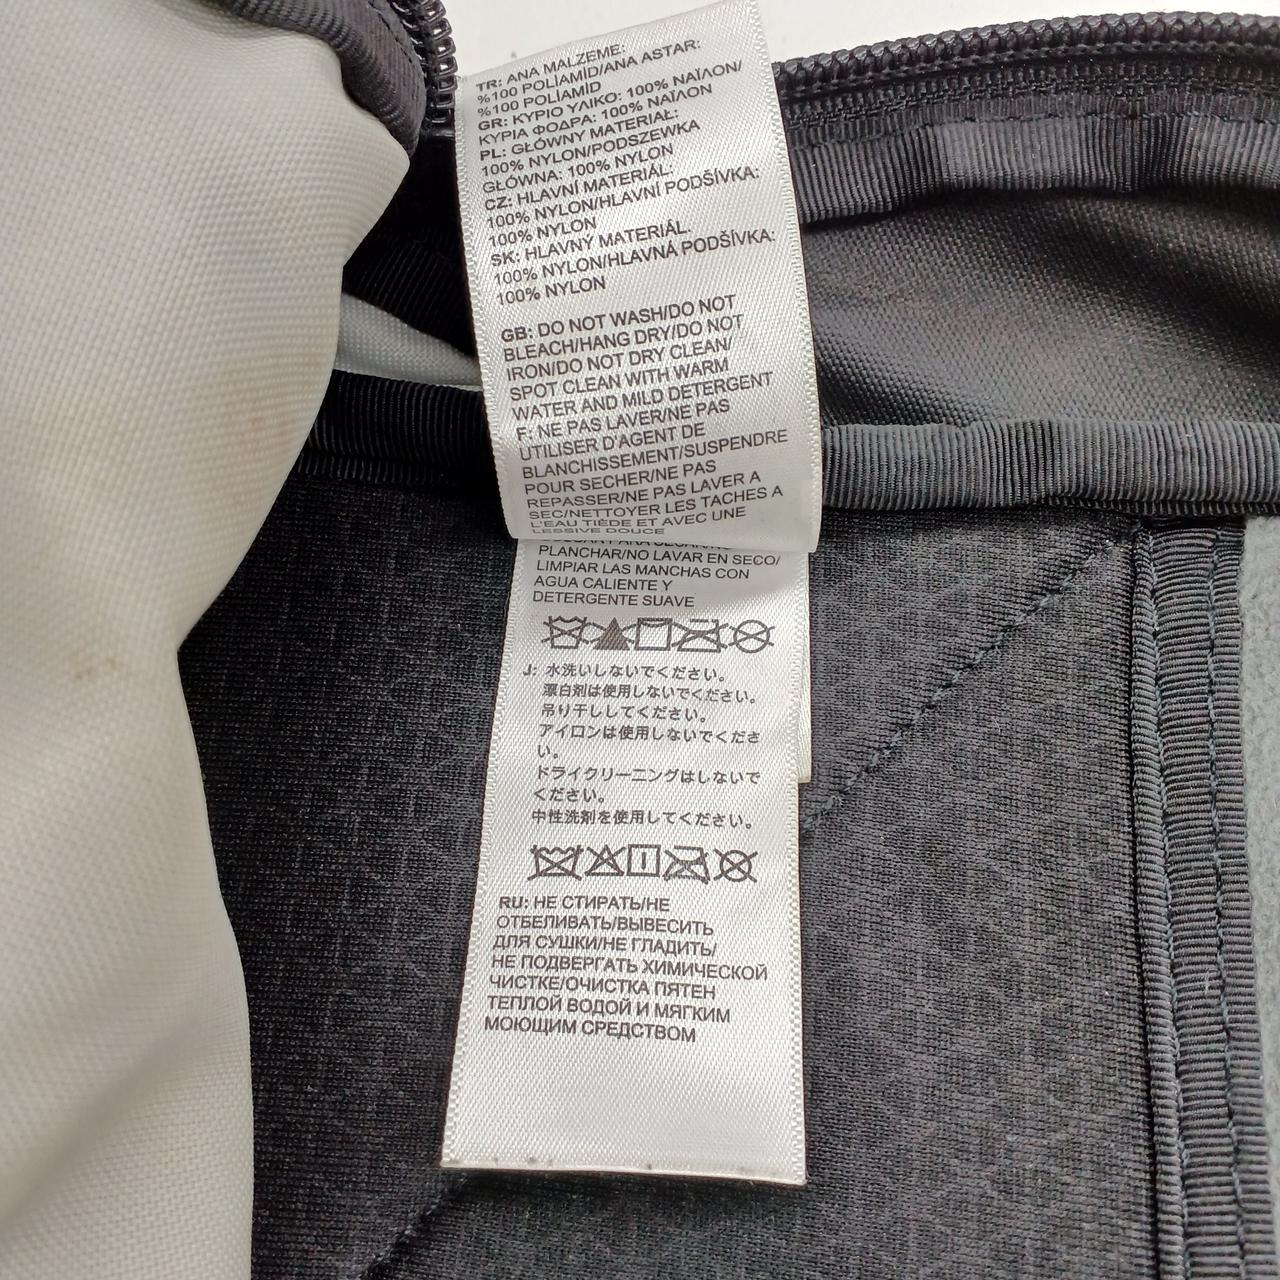 TR: ANA MALZEME:
%100 POLİAMİD/ANA ASTAR:
%100 POLİAMİD
GR: ΚΥΡΙΟ ΥΛΙΚΟ: 100% ΝΑΪΛΟΝ/
ΚΥΡΙΑ ΦΟΔΡΑ: 100% ΝΑΪΛΟΝ
PL: GŁÓWNY MATERIAŁ:
100% NYLON/PODSZEWKA
GŁÓWNA: 100% NYLON
CZ: HLAVNÍ MATERIÁL:
100% NYLON/HLAVNÍ PODŠÍVKA:
100% NYLON
SK: HLAVNÝ MATERIÁL.
100% NYLON/HLAVNÁ PODŠÍVKA:
100% NYLON
GB: DO NOT WASH/DO NOT
BLEACH/HANG DRY/DO NOT
IRON/DO NOT DRY CLEAN/
SPOT CLEAN WITH WARM
WATER AND MILD DETERGENT
F: NE PAS LAVER/NE PAS
UTILISER D'AGENT DE
BLANCHISSEMENT/SUSPENDRE
POUR SECHER/NE PAS
REPASSER/NE PAS LAVER A
SEC/NETTOYER LES TACHES A
L'EAU TIÈDE ET AVEC UNE
LESSIVE DOUCE
PLANCHAR/NO LAVAR EN SECO/
LIMPIAR LAS MANCHAS CON
AGUA CALIENTE Y
DETERGENTE SUAVE
J: 水洗いしないでください。
漂白剤は使用しないでください。
吊り干ししてください。
アイロンは使用しないでくださ
い。
ドライクリーニングはしないで
ください。
中性洗剤を使用してください。
RU: НЕ СТИРАТЬ/НЕ
ОТБЕЛИВАТЬ/ВЫВЕСИТЬ
ДЛЯ СУШКИ/НЕ ГЛАДИТЬ/
НЕ ПОДВЕРГАТЬ ХИМИЧЕСКОЙ
ЧИСТКЕ/ОЧИСТКА ПЯТЕН
ТЕПЛОЙ ВОДОЙ И МЯГКИМ
МОЮЩИМ СРЕДСТВОМ